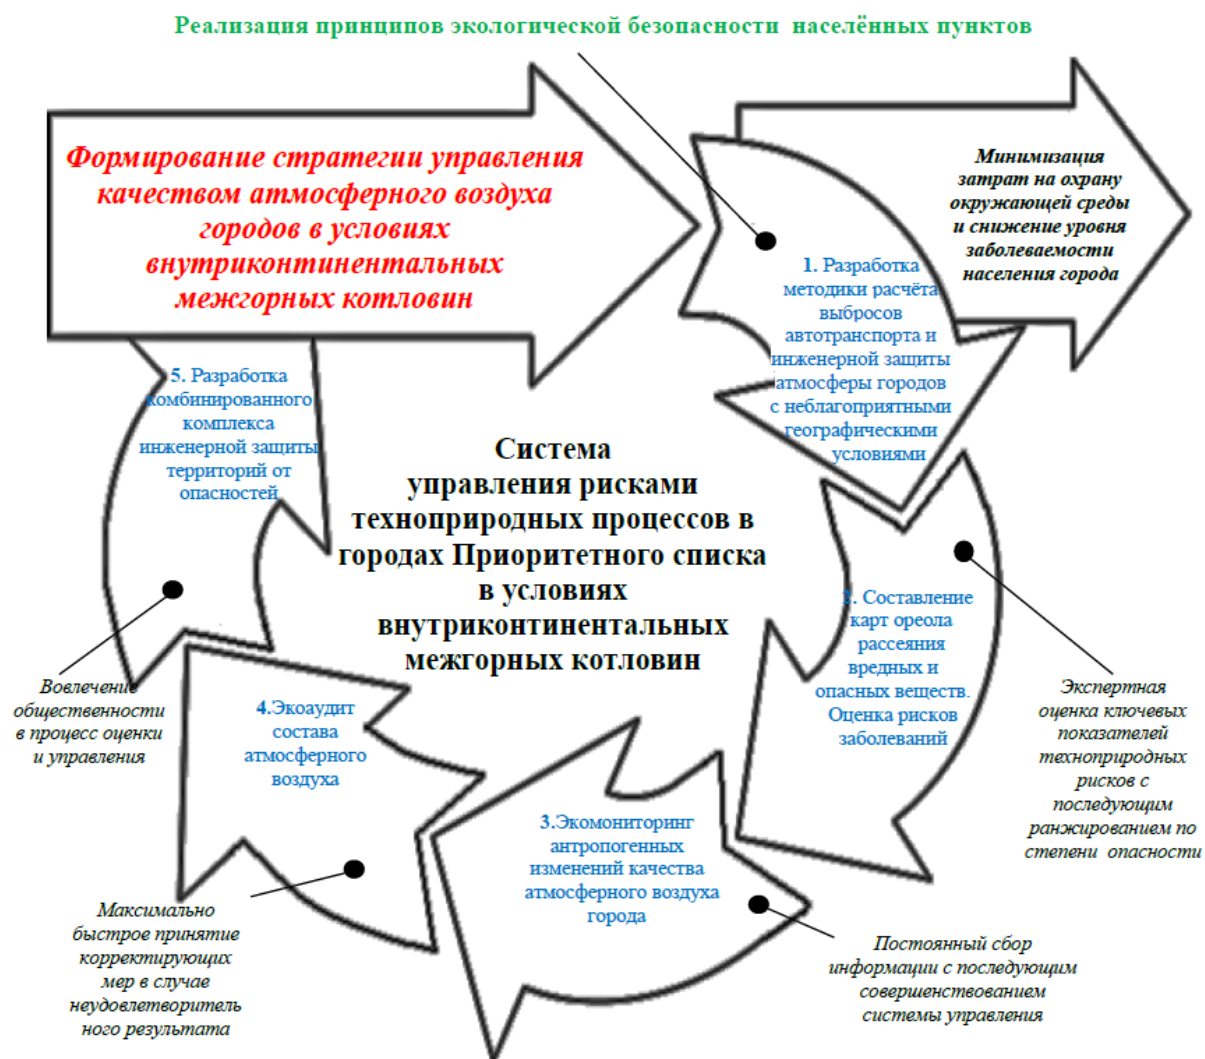 Реализация принципов экологической безопасности населённых пунктов
Формирование стратегии управления
качеством атмосферного воздуха
городов в условиях
внутриконтинентальных
межгорных котловин
Минимизация
затрат на охрану
окружающей среды
и снижение уровня
заболеваемости
населения города
1. Разработка
методики расчёта
выбросов
автотранспорта и
инженерной защиты
атмосферы городов
с неблагоприятными
географическими
условиями
5. Разработка
комбинированного
комплекса
инженерной защиты
территорий от
опасностей
Система
управления рисками
техноприродных процессов в
городах Приоритетного списка
в условиях
внутриконтинентальных
межгорных котловин
2. Составление
карт ореола
рассеяния
вредных и
опасных веществ.
Оценка рисков
заболеваний
Вовлечение
общественности
в процесс оценки
и управления
4.Экоаудит
состава
атмосферного
воздуха
Экспертная
оценка ключевых
показателей
техноприродных
рисков с
последующим
ранжированием по
степени опасности
3.Экомониторинг
антропогенных
изменений качества
атмосферного воздуха
города
Максимально
быстрое принятие
корректирующих
мер в случае
неудовлетворитель
ного результата
Постоянный сбор
информации с последующим
совершенствованием
системы управления